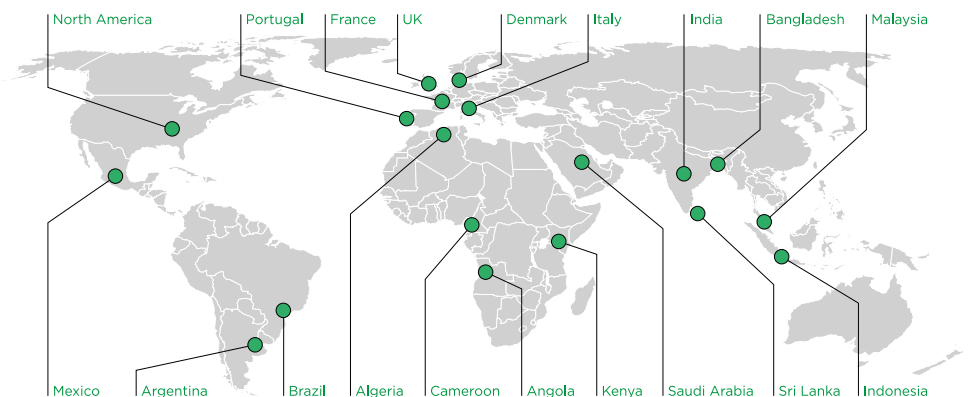 North America Portugal France UK Denmark Italy India Bangladesh Malaysia
Mexico Argentina Brazil Algeria Cameroon Angola Kenya Saudi Arabia Sri Lanka Indonesia